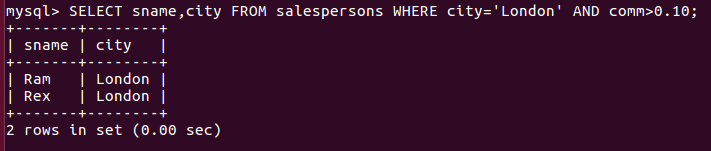 mysql> SELECT sname,city FROM salespersons WHERE city='London' AND comm>0.10;
+-------+--------+
| sname | city   |
+-------+--------+
| Ram   | London |
| Rex   | London |
+-------+--------+
2 rows in set (0.00 sec)